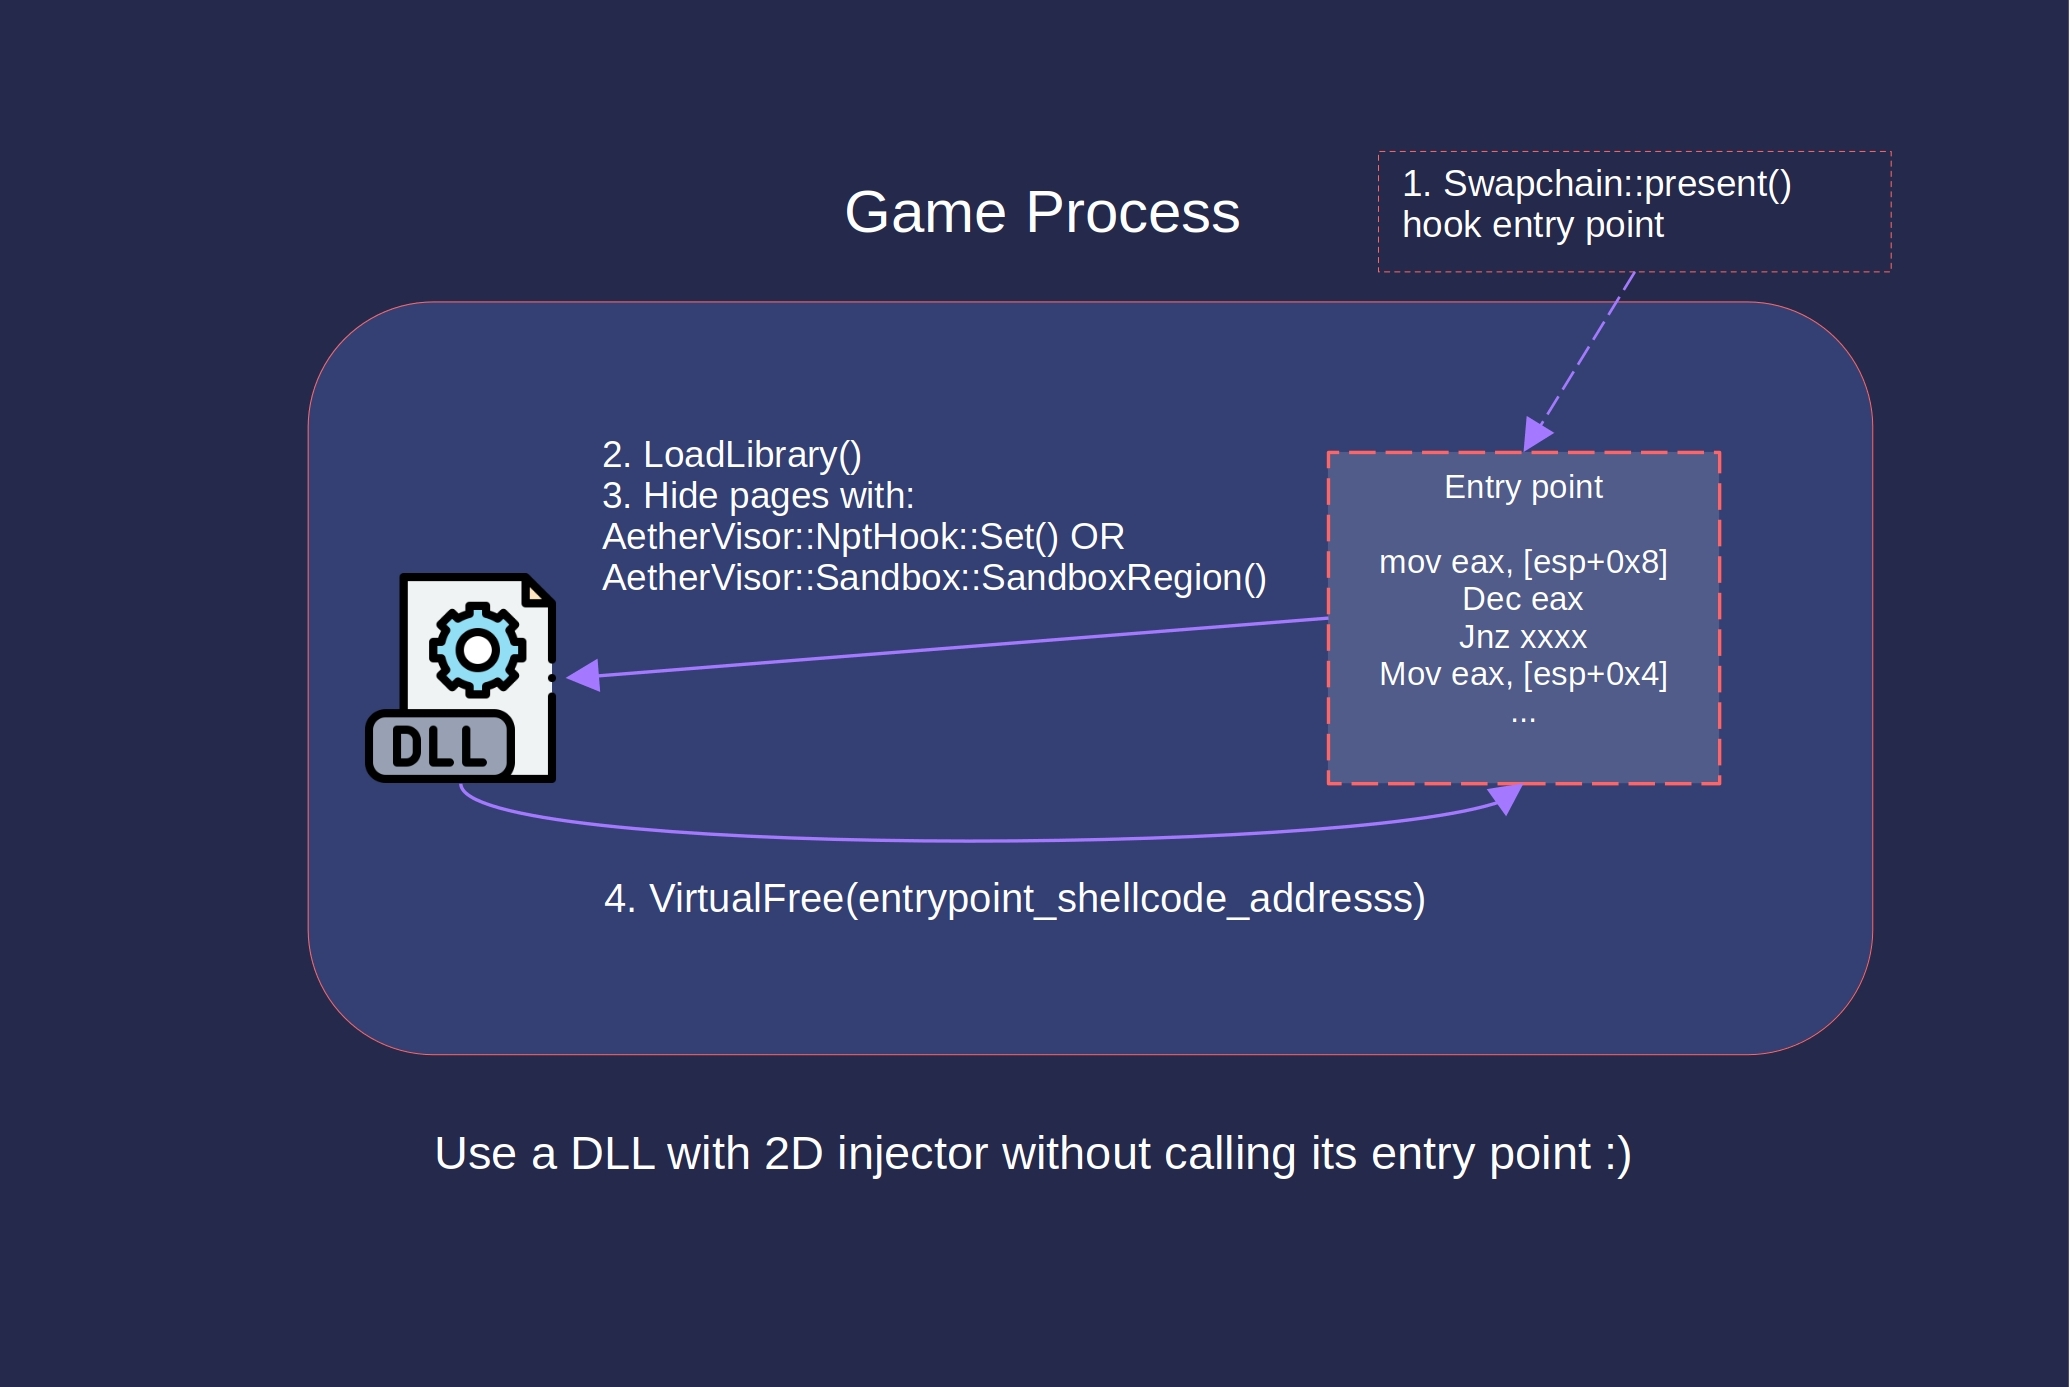 Game Process
1. Swapchain::present()
hook entry point
2. LoadLibrary()
3. Hide pages with:
AetherVisor::NptHook::Set() OR
AetherVisor::Sandbox::SandboxRegion()
Entry point
mov eax, [esp+0x8]
Dec eax
Jnz xxxx
Mov eax, [esp+0x4]
...
DLL
4. VirtualFree(entrypoint_shellcode_addresss)
Use a DLL with 2D injector without calling its entry point :)